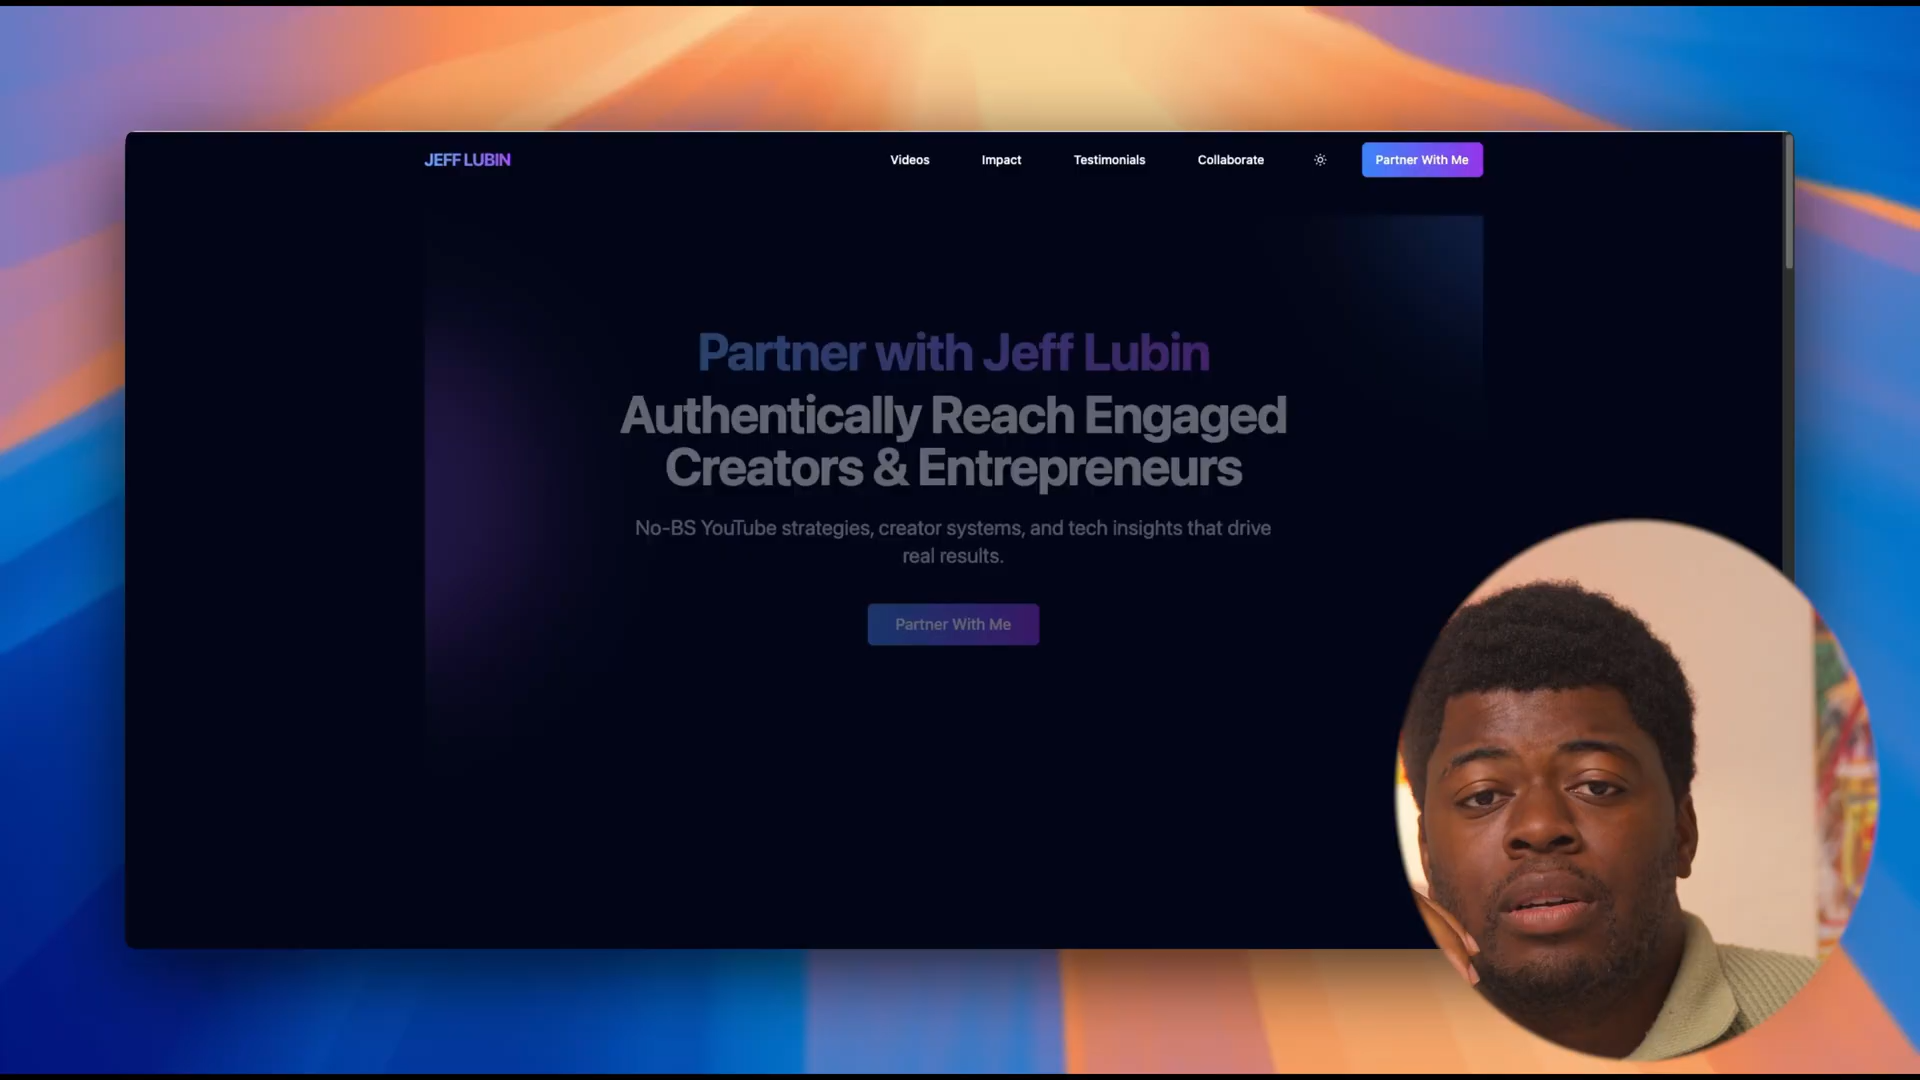 JEFF LUBIN
Videos
Impact
Testimonials
Collaborate
Partner With Me
Partner with Jeff Lubin
Authentically Reach Engaged
Creators & Entrepreneurs
No-BS YouTube strategies, creator systems, and tech insights that drive
real results.
Partner With Me